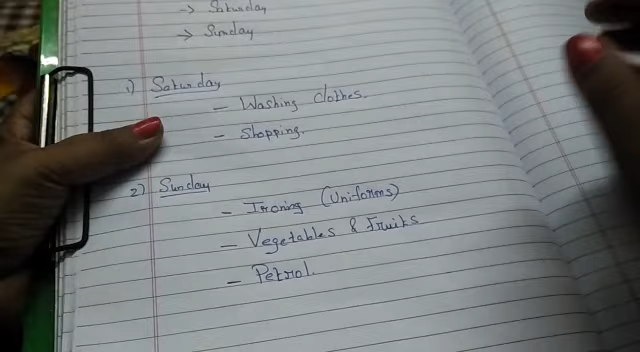 -> Saturday
-> Sunday
1) Saturday
- Washing clothes.
- Shopping.
2) Sunday
- Ironing (Uniforms)
- Vegetables & Fruits
- Petrol.